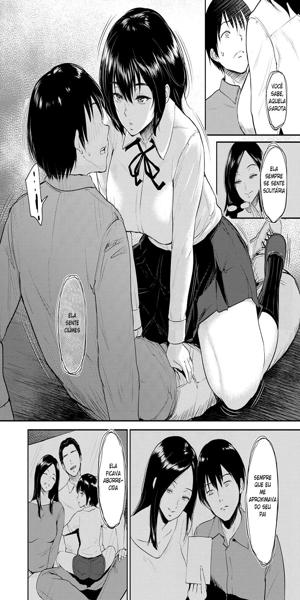 VOCÊ
SABE,
AQUELA
GAROTA
ELA
SEMPRE
SE SENTE
SOLITÁRIA
...
ELA
SENTE
CIÚMES
SEMPRE
QUE EU
ME
APROXIMAVA
DO SEU
PAI
ELA
FICAVA
ABORRE-
CIDA